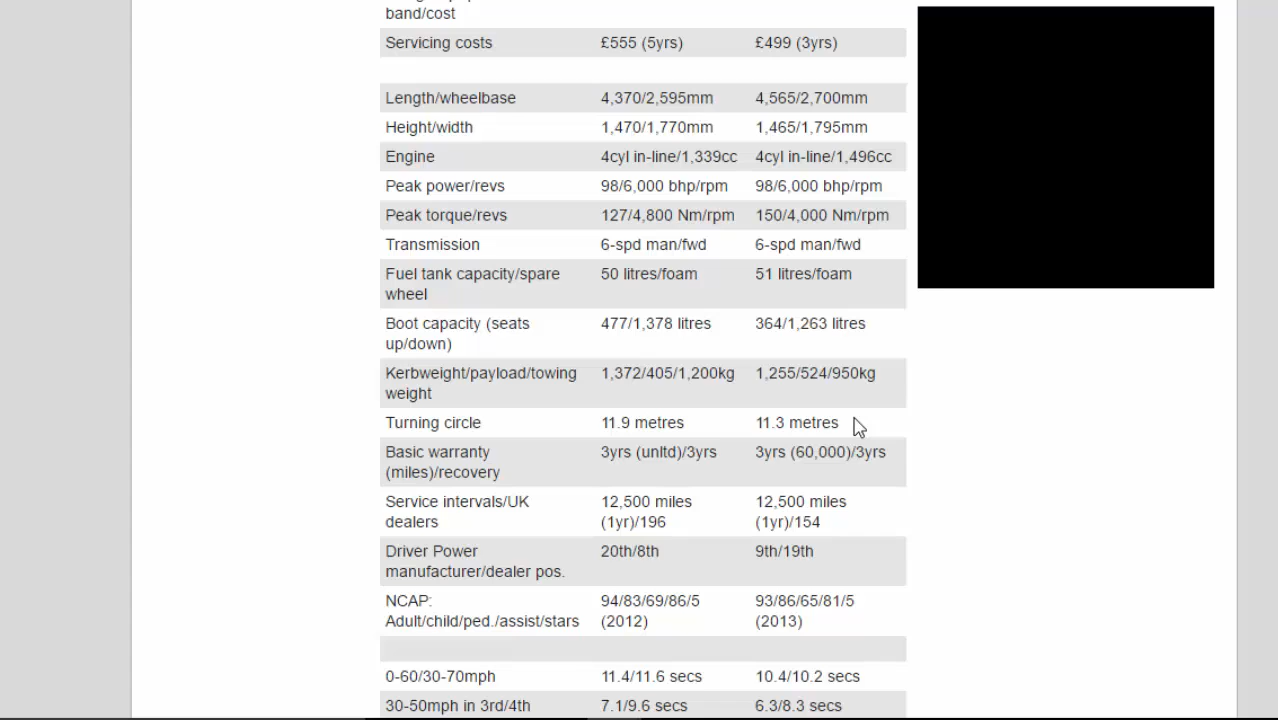 band/cost
Servicing costs £555 (5yrs) £499 (3yrs)
Length/wheelbase 4,370/2,595mm 4,565/2,700mm
Height/width 1,470/1,770mm 1,465/1,795mm
Engine 4cyl in-line/1,339cc 4cyl in-line/1,496cc
Peak power/revs 98/6,000 bhp/rpm 98/6,000 bhp/rpm
Peak torque/revs 127/4,800 Nm/rpm 150/4,000 Nm/rpm
Transmission 6-spd man/fwd 6-spd man/fwd
Fuel tank capacity/spare 50 litres/foam 51 litres/foam
wheel
Boot capacity (seats 477/1,378 litres 364/1,263 litres
up/down)
Kerbweight/payload/towing 1,372/405/1,200kg 1,255/524/950kg
weight
Turning circle 11.9 metres 11.3 metres
Basic warranty 3yrs (unltd)/3yrs 3yrs (60,000)/3yrs
(miles)/recovery
Service intervals/UK 12,500 miles 12,500 miles
dealers (1yr)/196 (1yr)/154
Driver Power 20th/8th 9th/19th
manufacturer/dealer pos.
NCAP: 94/83/69/86/5 93/86/65/81/5
Adult/child/ped./assist/stars (2012) (2013)
0-60/30-70mph 11.4/11.6 secs 10.4/10.2 secs
30-50mph in 3rd/4th 7.1/9.6 secs 6.3/8.3 secs